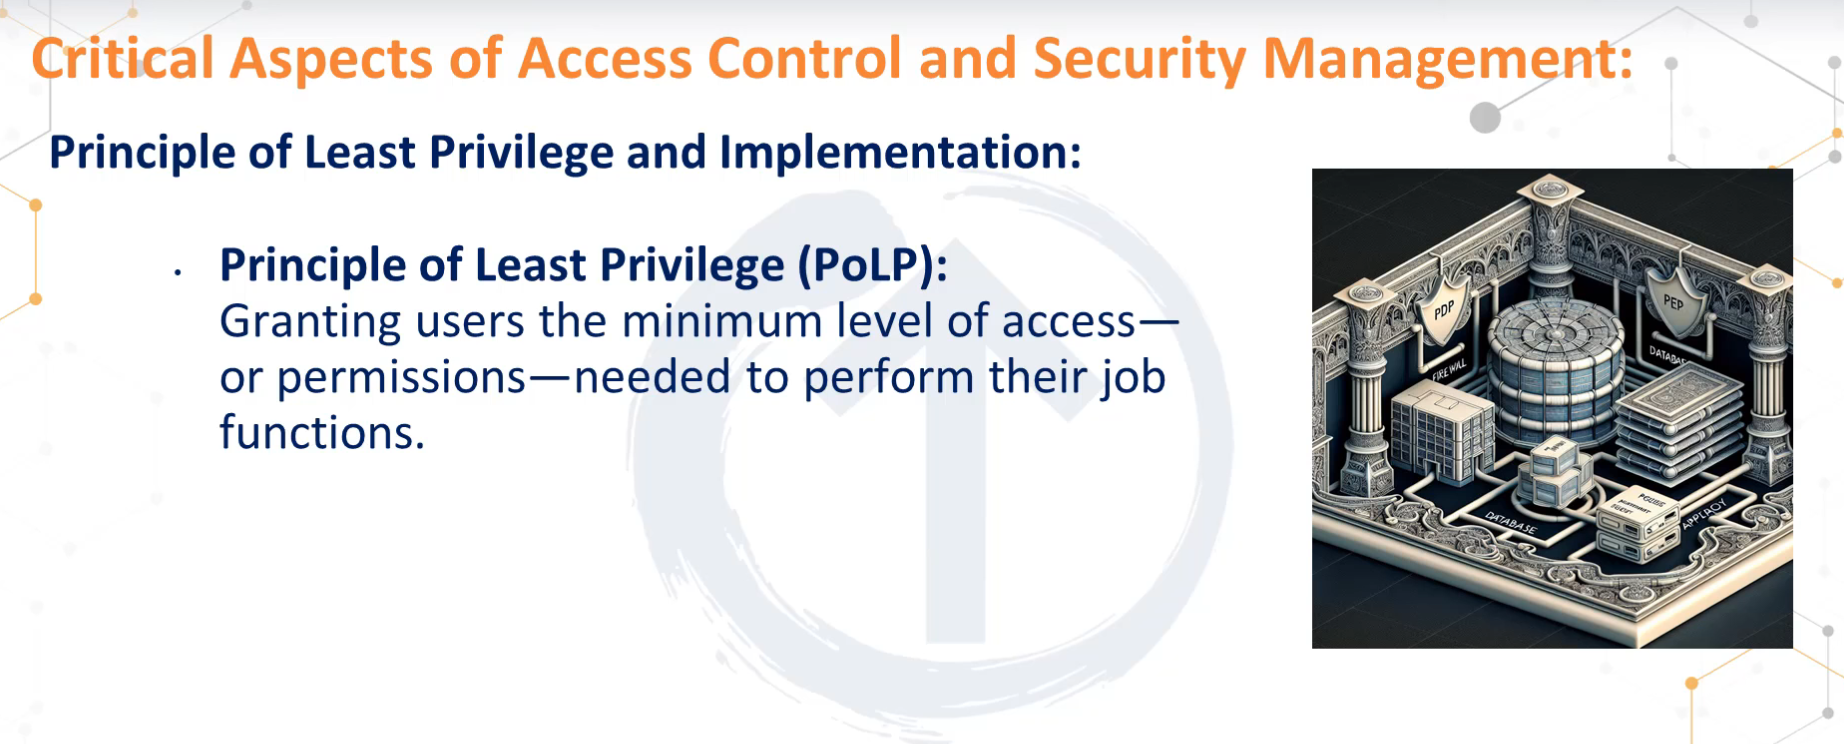 Critical Aspects of Access Control and Security Management:
Principle of Least Privilege and Implementation:
• Principle of Least Privilege (PoLP):
Granting users the minimum level of access—
or permissions—needed to perform their job
functions.
PDP
PEP
FIREWALL
DATABAS
DATABASE